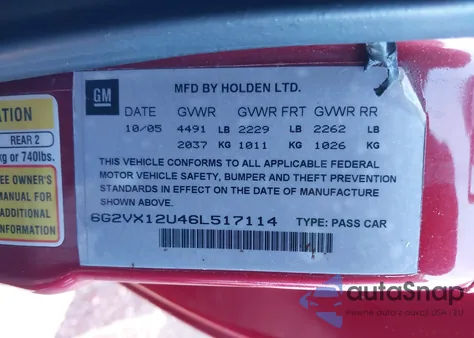 GM
MFD BY HOLDEN LTD.
DATE GVWR GVWR FRT GVWR RR
10/05 4491 LB 2229 LB 2262 LB
2037 KG 1011 KG 1026 KG
THIS VEHICLE CONFORMS TO ALL APPLICABLE FEDERAL
MOTOR VEHICLE SAFETY, BUMPER AND THEFT PREVENTION
STANDARDS IN EFFECT ON THE DATE OF MANUFACTURE
SHOWN ABOVE.
6G2VX12U46L517114 TYPE: PASS CAR
ATION
REAR 2
kg or 740lbs.
EE OWNER'S
MANUAL FOR
ADDITIONAL
FORMATION
autoSnap